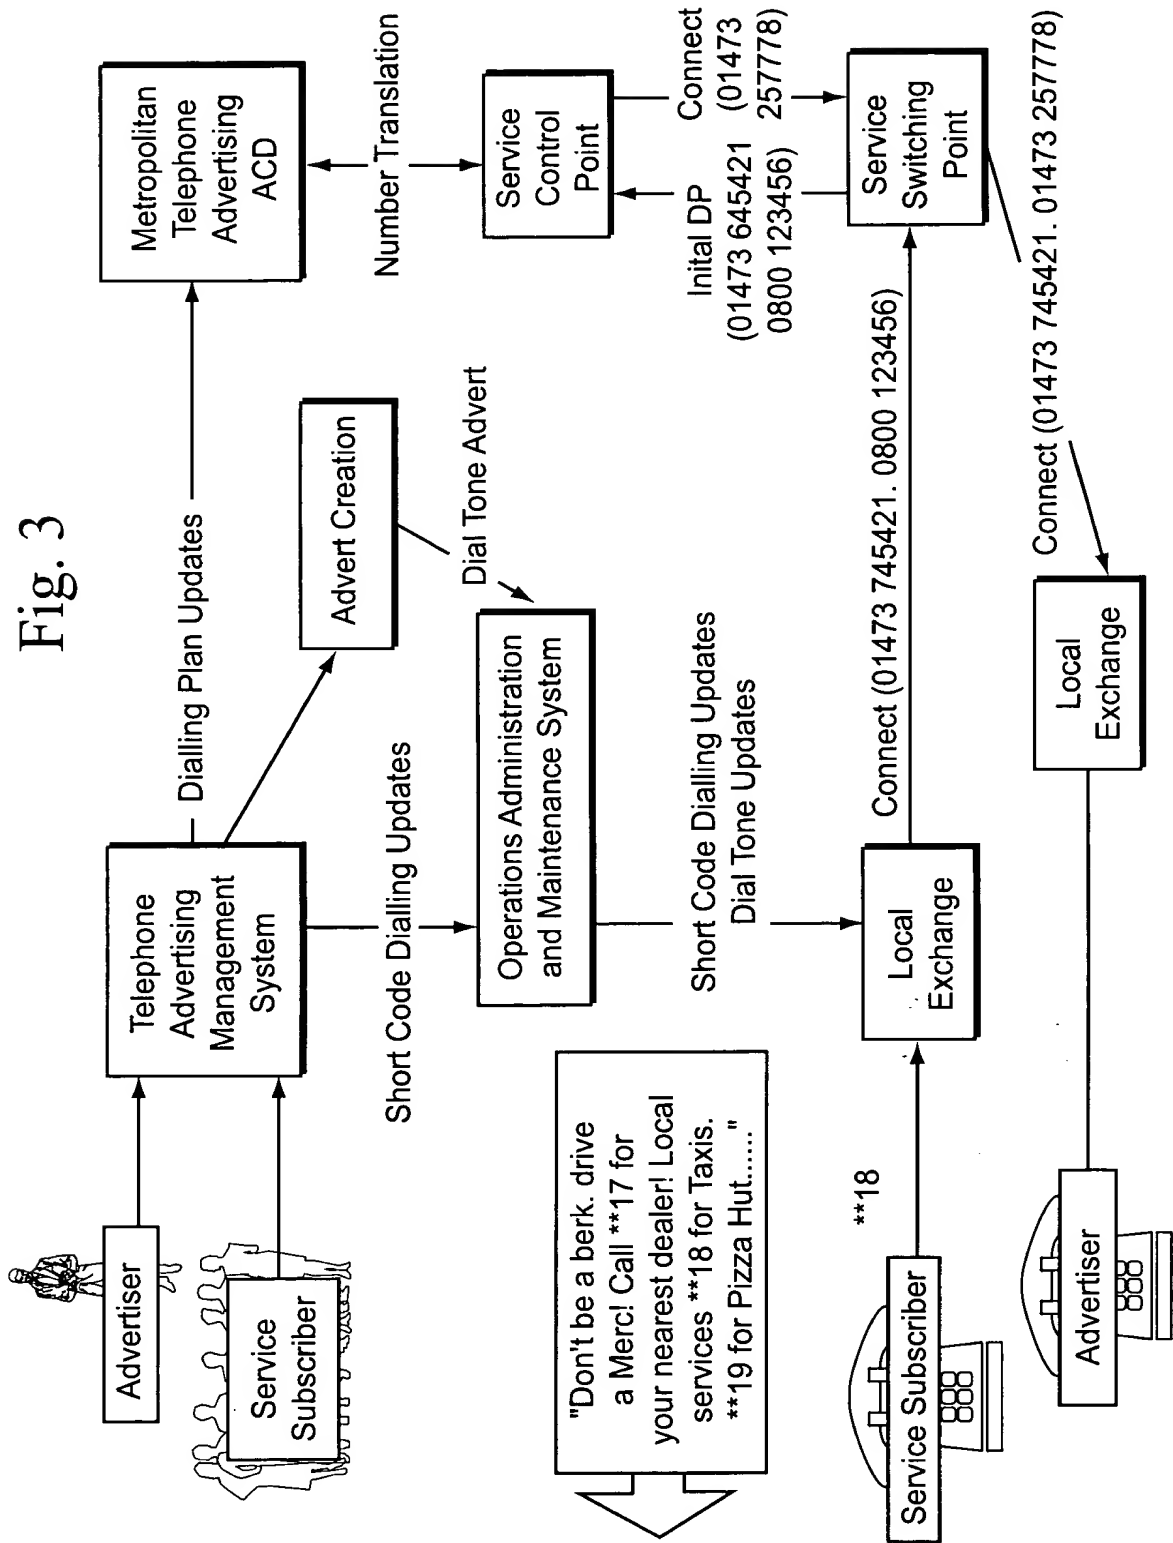 Fig. 3
Advertiser
Service
Subscriber
Telephone
Advertising
Management
System
Dialling Plan Updates
Metropolitan
Telephone
Advertising
ACD
Advert Creation
Short Code Dialling Updates
Dial Tone Advert
Number Translation
Operations Administration
and Maintenance System
Service
Control
Point
"Don't be a berk. drive
a Merc! Call **17 for
your nearest dealer! Local
services **18 for Taxis.
**19 for Pizza Hut......"
Short Code Dialling Updates
Dial Tone Updates
Inital DP
(01473 645421
0800 123456)
Connect
(01473
257778)
**18
Service Subscriber
Local
Exchange
Connect (01473 745421. 0800 123456)
Service
Switching
Point
Advertiser
Local
Exchange
Connect (01473 745421. 01473 257778)